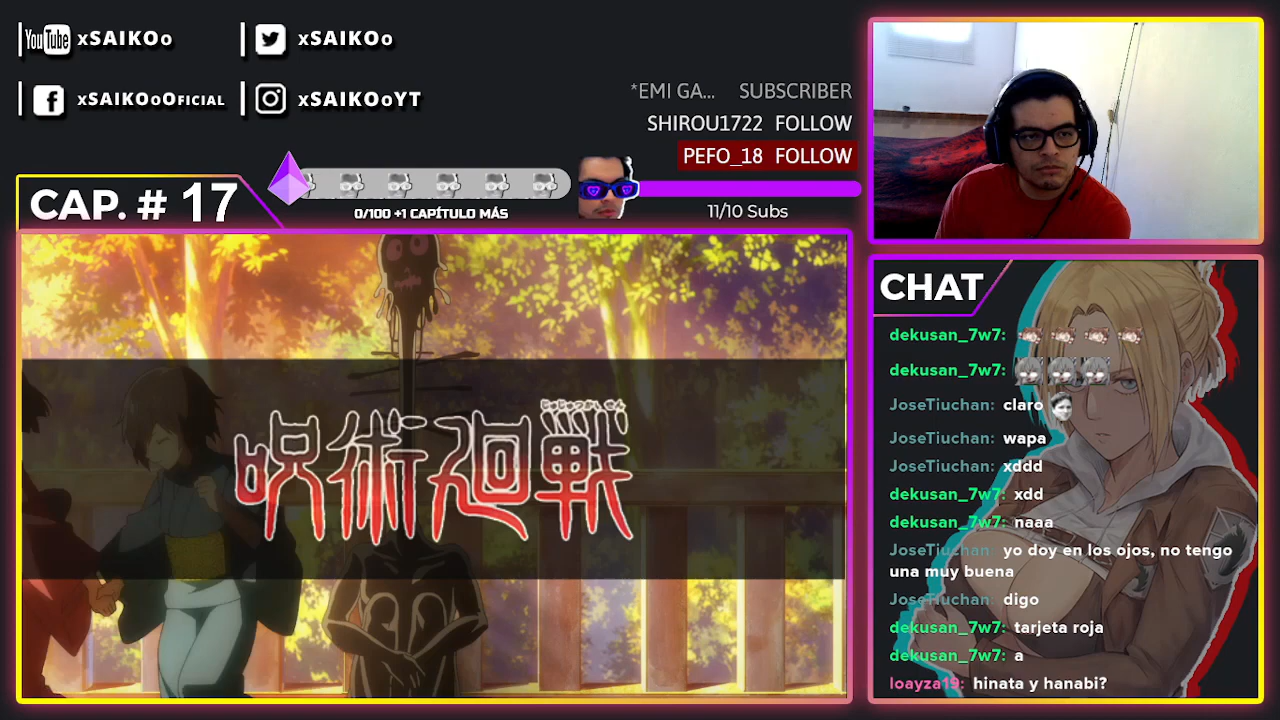 YouTube xSAIKOo
xSAIKOo
xSAIKOoOFICIAL
xSAIKOoYT
*EMI GA... SUBSCRIBER
SHIROU1722 FOLLOW
PEFO_18 FOLLOW
CAP. # 17
0/100 +1 CAPÍTULO MÁS
11/10 Subs
呪術廻戦
CHAT
dekusan_7w7:
dekusan_7w7:
JoseTiuchan: claro
JoseTiuchan: wapa
JoseTiuchan: xddd
dekusan_7w7: xdd
dekusan_7w7: naaa
JoseTiuchan yo doy en los ojos, no tengo
una muy buena
JoseTiuchan: digo
dekusan_7w7: tarjeta roja
dekusan_7w7: a
loayza19: hinata y hanabi?